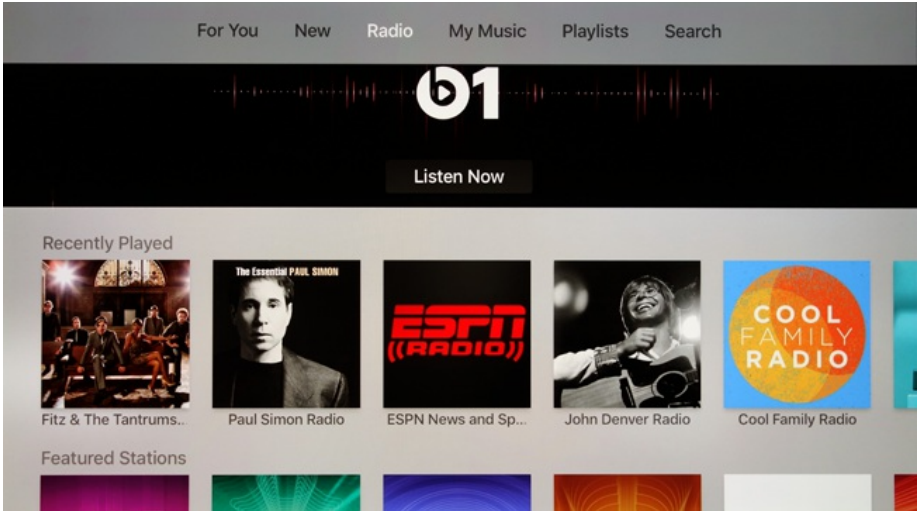 For You New Radio My Music Playlists Search
1
Listen Now
Recently Played
The Essential PAUL SIMON
ESPN
((RADIO))
COOL
FAMILY
RADIO
Fitz & The Tantrums...
Paul Simon Radio
ESPN News and Sp...
John Denver Radio
Cool Family Radio
Featured Stations